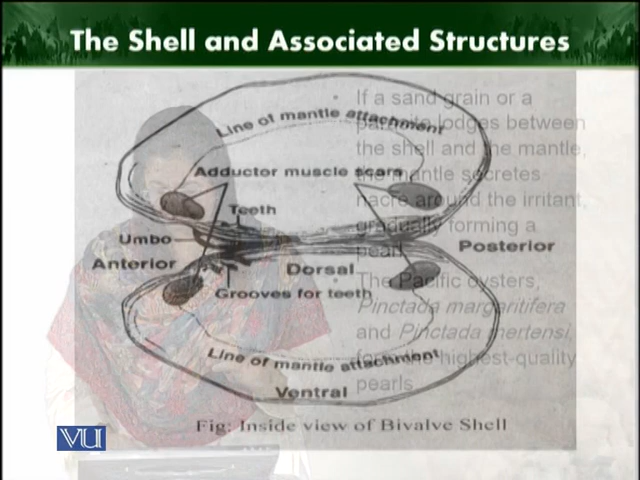 The Shell and Associated Structures
If a sand grain or a
parasite lodges between
the shell and the mantle,
the mantle secretes
nacre around the irritant,
gradually forming a
pearl.
The Pacific oysters,
Pinctada margaritifera
and Pinctada mertensi,
form the highest-quality
pearls
Line of mantle attachment
Adductor muscle scars
Teeth
Umbo
Anterior
Posterior
Dorsal
Grooves for teeth
Line of mantle attachment
Ventral
Fig: Inside view of Bivalve Shell
VU